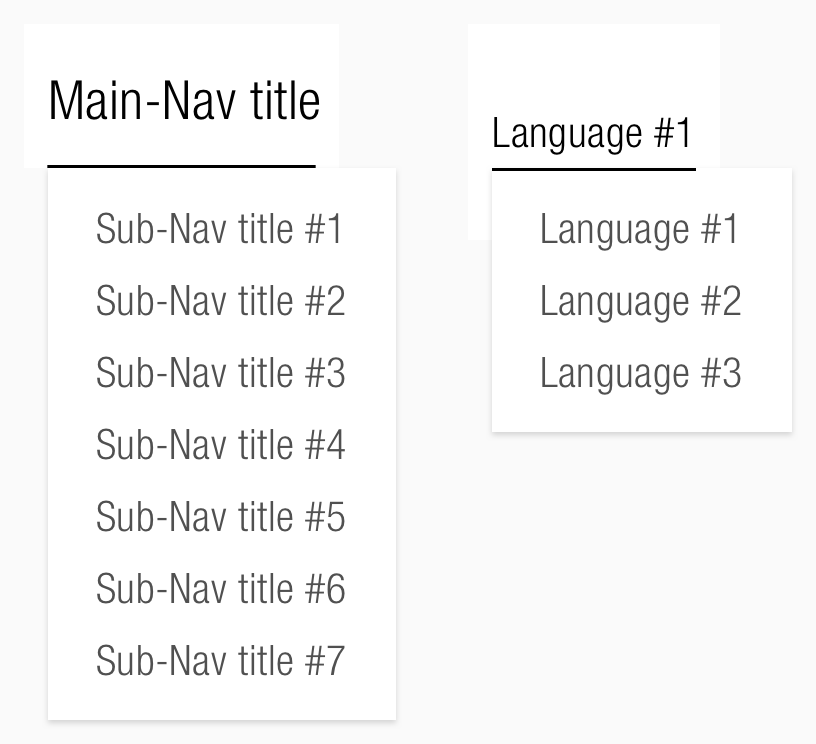 Main-Nav title
Sub-Nav title #1
Sub-Nav title #2
Sub-Nav title #3
Sub-Nav title #4
Sub-Nav title #5
Sub-Nav title #6
Sub-Nav title #7
Language #1
Language #1
Language #2
Language #3